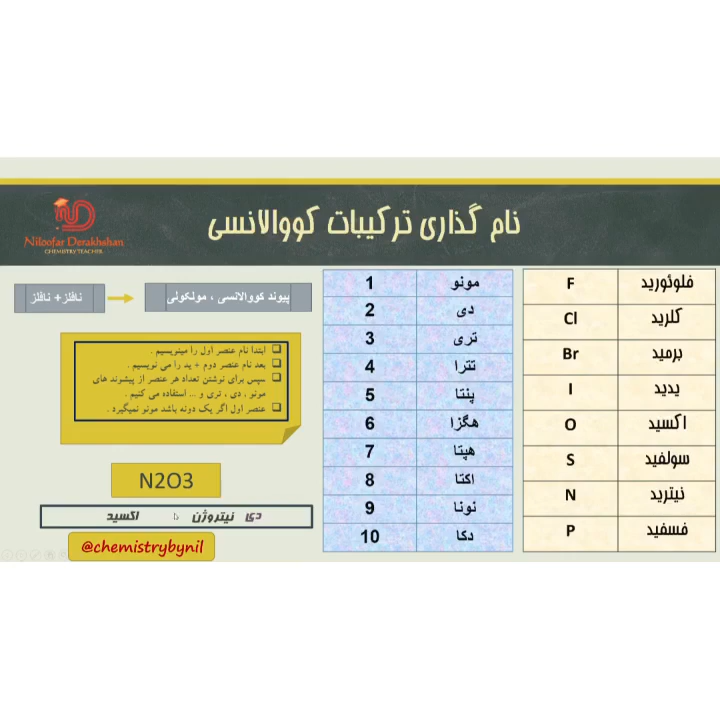 نام گذاری ترکیبات کووالانسی
Niloofar Derakhshan
CHEMISTRY TEACHER
پیوند کووالانسی ، مولکولی
نافلز + نافلز
ابتدا نام عنصر اول را مینویسیم .
بعد نام عنصر دوم + ید را می نویسیم .
سپس برای نوشتن تعداد هر عنصر از پیشوند های
مونو ، دی ، تری و ... استفاده می کنیم .
عنصر اول اگر یک دونه باشد مونو نمیگیرد .
N2O3
دی نیتروژن اکسید
@chemistrybynil
1 مونو
2 دی
3 تری
4 تترا
5 پنتا
6 هگزا
7 هپتا
8 اکتا
9 نونا
10 دکا
F فلوئورید
Cl کلرید
Br برمید
I یدید
O اکسید
S سولفید
N نیترید
P فسفید